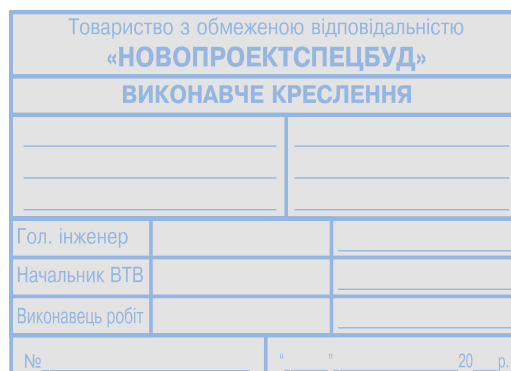 Товариство з обмеженою відповідальністю
«НОВОПРОЕКТСПЕЦБУД»
ВИКОНАВЧЕ КРЕСЛЕННЯ
Гол. інженер
Начальник ВТВ
Виконавець робіт
№ “ ” 20 р.